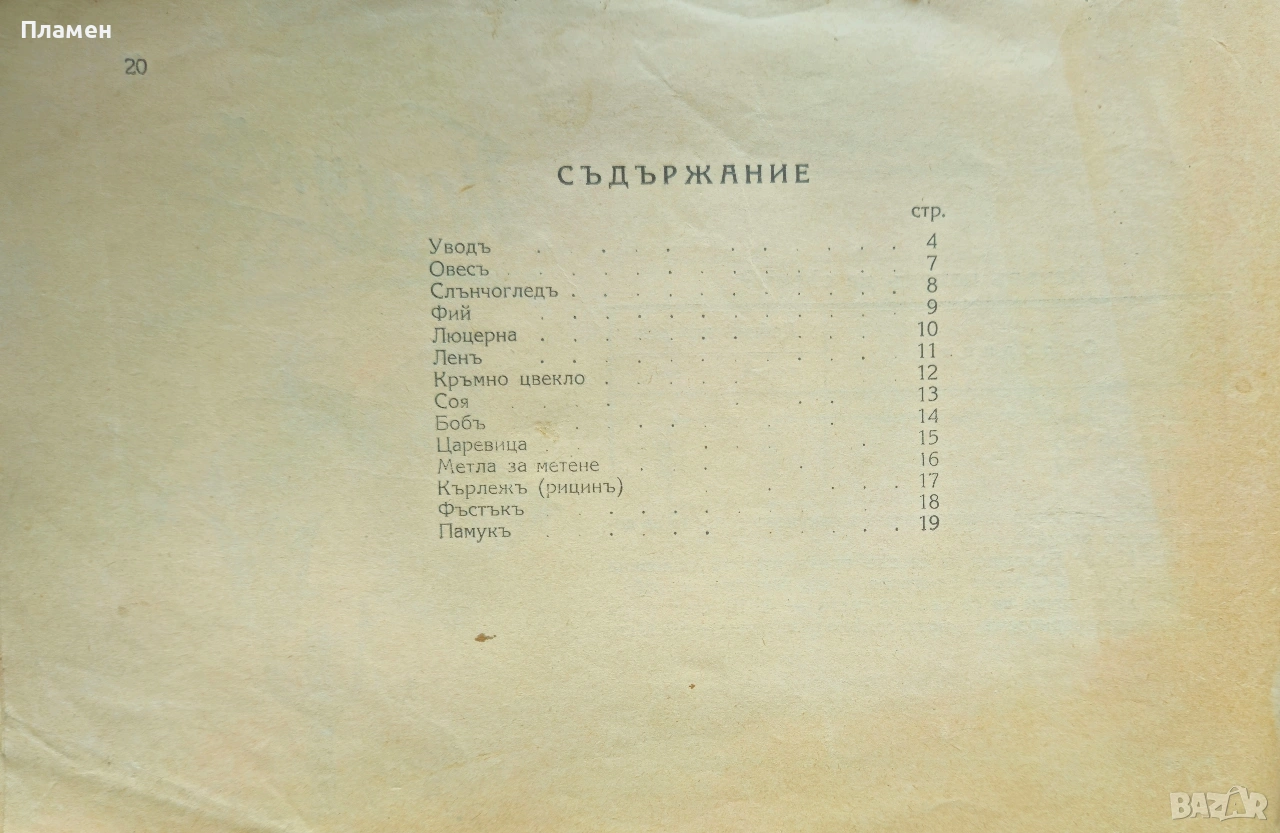 Пламен
20
СЪДЪРЖАНИЕ
стр.
Уводъ . . . . . . . . . 4
Овесъ . . . . . . . . . . . . 7
Слънчогледъ . . . . . . . . . . . 8
Фий . . . . . . . . . . . 9
Люцерна . . . . . . . . . . . 10
Ленъ . . . . . . . . . . 11
Кръмно цвекло . . . . . 12
Соя . . . . . 13
Бобъ . . . . . . 14
Царевица . . . . . 15
Метла за метене . . . . 16
Кърлежъ (рицинъ) . . . . . 17
Фъстъкъ . . . . . . . . . 18
Памукъ . . . . . . . . . 19
BAZAR